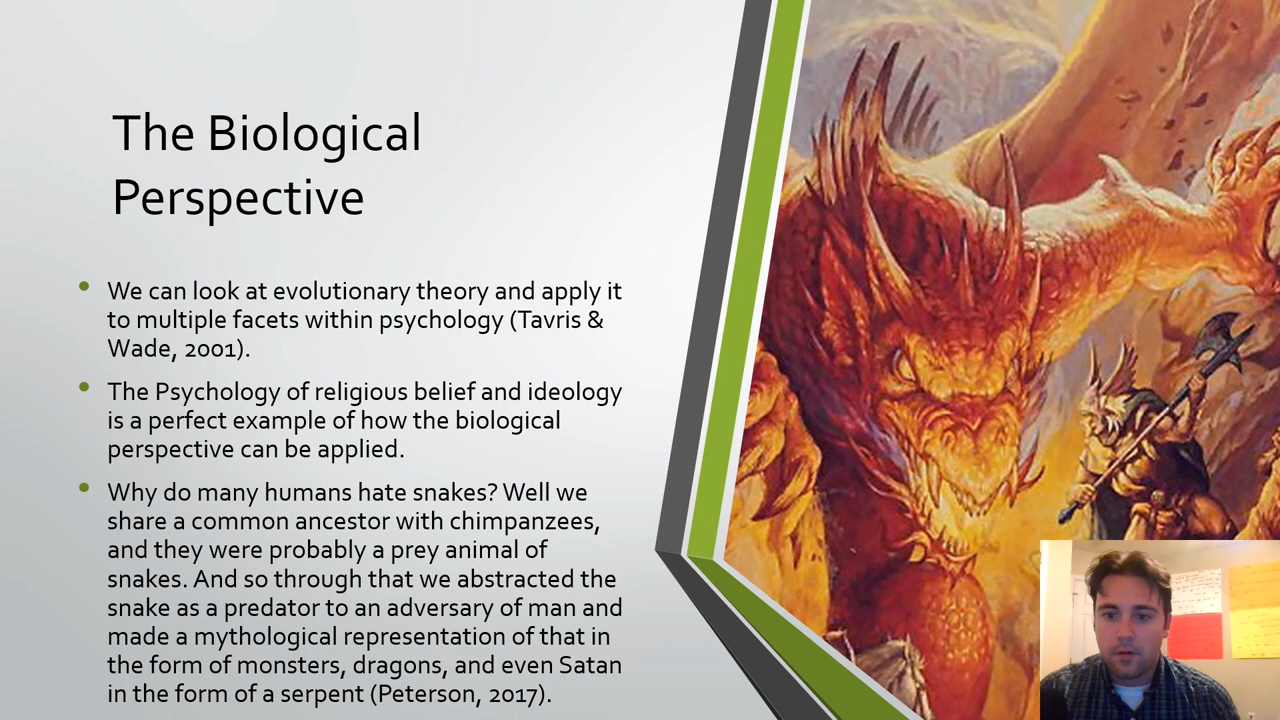 The Biological
Perspective
• We can look at evolutionary theory and apply it
to multiple facets within psychology (Tavris &
Wade, 2001).
• The Psychology of religious belief and ideology
is a perfect example of how the biological
perspective can be applied.
• Why do many humans hate snakes? Well we
share a common ancestor with chimpanzees,
and they were probably a prey animal of
snakes. And so through that we abstracted the
snake as a predator to an adversary of man and
made a mythological representation of that in
the form of monsters, dragons, and even Satan
in the form of a serpent (Peterson, 2017).